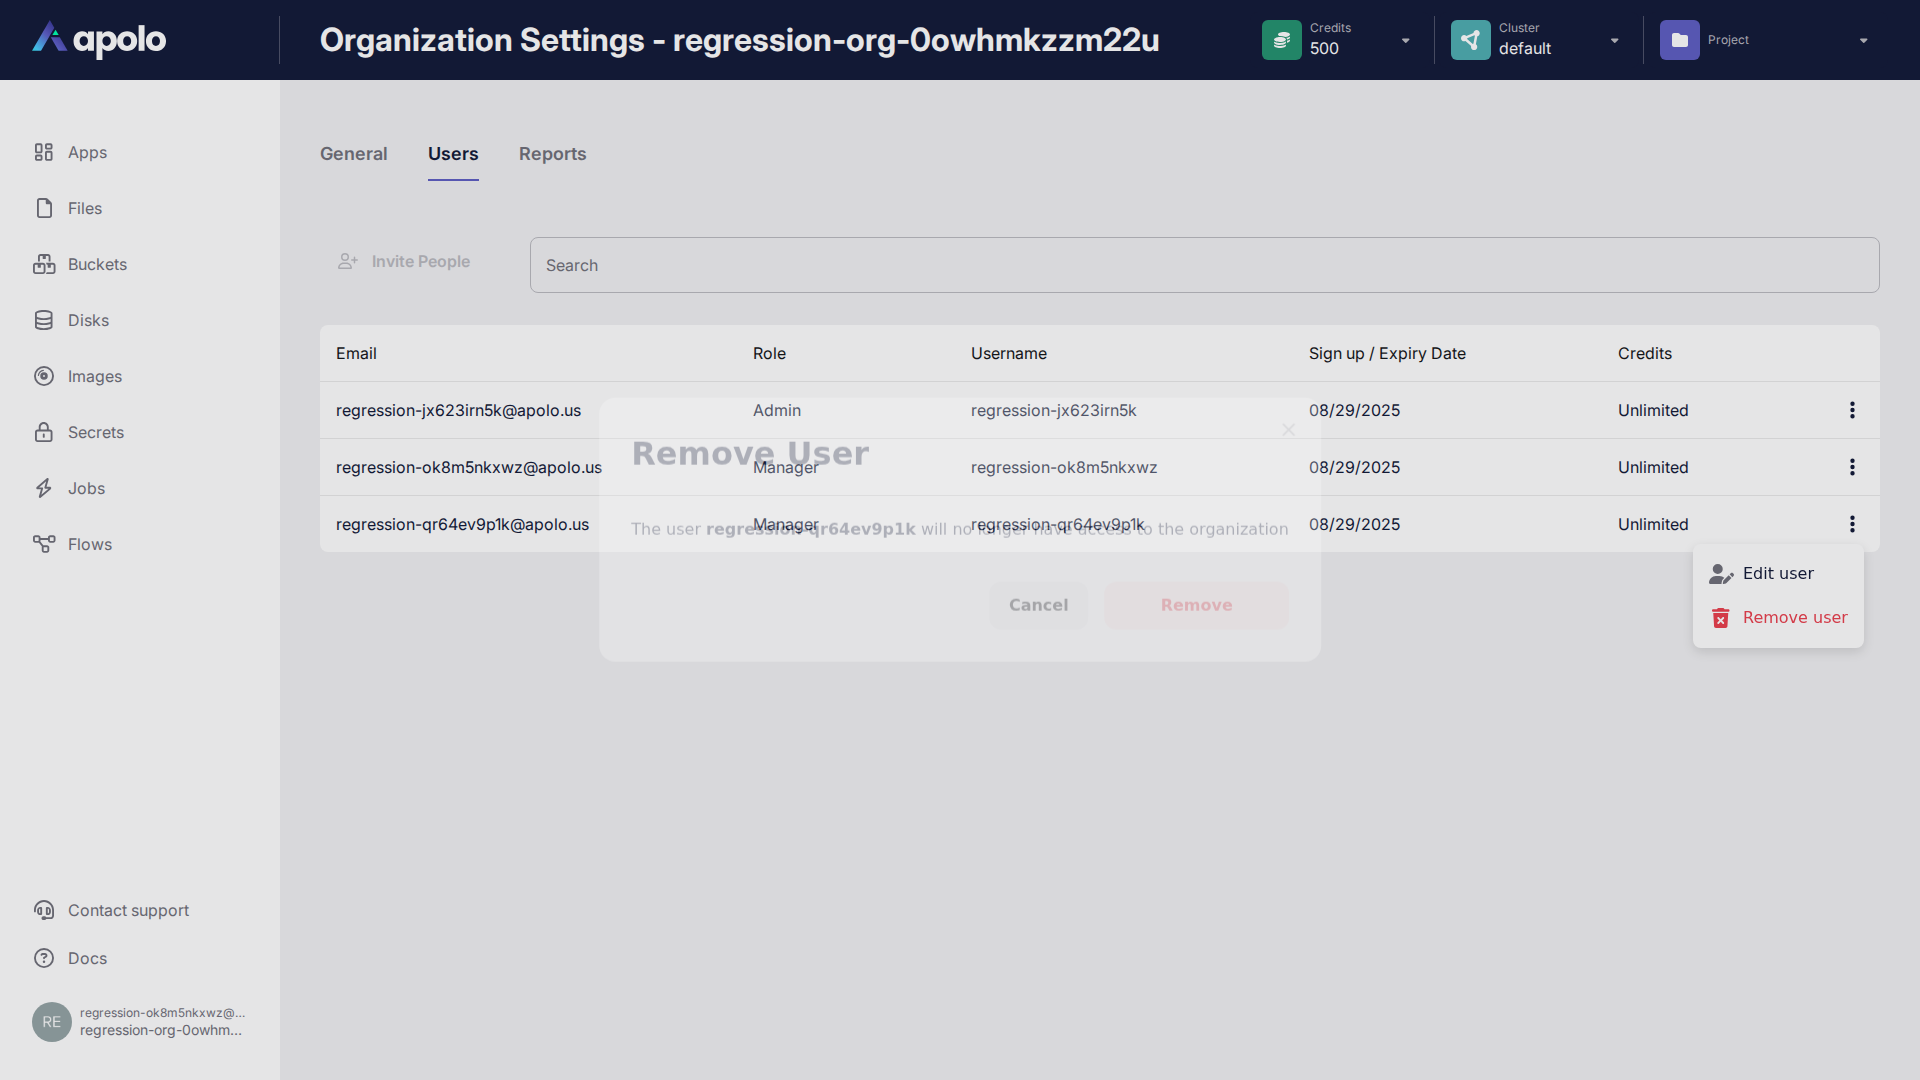 apolo
Organization Settings - regression-org-0owhmkzzm22u
Credits
500
Cluster
default
Project
Apps
Files
Buckets
Disks
Images
Secrets
Jobs
Flows
General Users Reports
Invite People
Search
Email Role Username Sign up / Expiry Date Credits
regression-jx623irn5k@apolo.us Admin regression-jx623irn5k 08/29/2025 Unlimited
regression-ok8m5nkxwz@apolo.us Manager regression-ok8m5nkxwz 08/29/2025 Unlimited
regression-qr64ev9p1k@apolo.us Manager regression-qr64ev9p1k 08/29/2025 Unlimited
Remove User
The user regression-qr64ev9p1k will no longer have access to the organization
Cancel Remove
Edit user
Remove user
Contact support
Docs
RE
regression-ok8m5nkxwz@...
regression-org-0owhm...